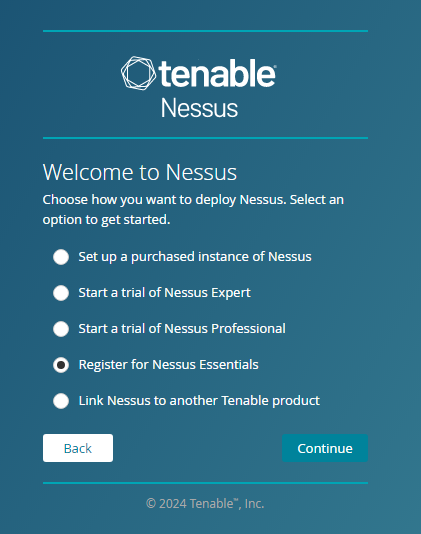 tenable
Nessus
Welcome to Nessus
Choose how you want to deploy Nessus. Select an
option to get started.
Set up a purchased instance of Nessus
Start a trial of Nessus Expert
Start a trial of Nessus Professional
Register for Nessus Essentials
Link Nessus to another Tenable product
Back
Continue
© 2024 Tenable™, Inc.